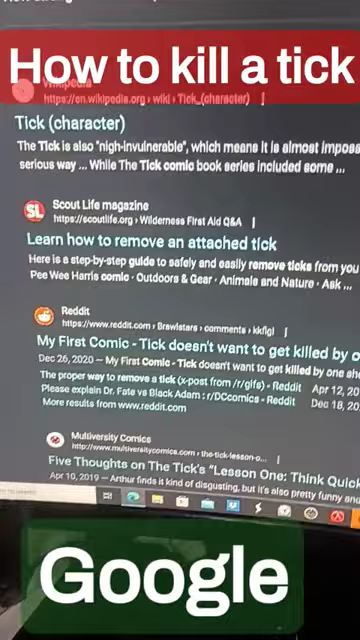 How to kill a tick
Wikipedia
https://en.wikipedia.org › wiki › Tick_(character)
Tick (character)
The Tick is also "nigh-invulnerable", which means it is almost impos
serious way ... While The Tick comic book series included some ...
SL
Scout Life magazine
https://scoutlife.org › Wilderness First Aid Q&A
Learn how to remove an attached tick
Here is a step-by-step guide to safely and easily remove ticks from you
Pee Wee Harris comic · Outdoors & Gear · Animals and Nature · Ask ...
Reddit
https://www.reddit.com › Brawlstars › comments › kkfigl
My First Comic - Tick doesn't want to get killed by o
Dec 26, 2020 — My First Comic - Tick doesn't want to get killed by one she
The proper way to remove a tick (x-post from /r/gifs) - Reddit Apr 12, 20
Please explain Dr. Fate vs Black Adam : r/DCcomics - Reddit Dec 18, 20
More results from www.reddit.com
Multiversity Comics
http://www.multiversitycomics.com › the-tick-lesson-o...
Five Thoughts on The Tick's "Lesson One: Think Quick
Apr 10, 2019 — Arthur finds it kind of disgusting, but it's also pretty funny and
Google